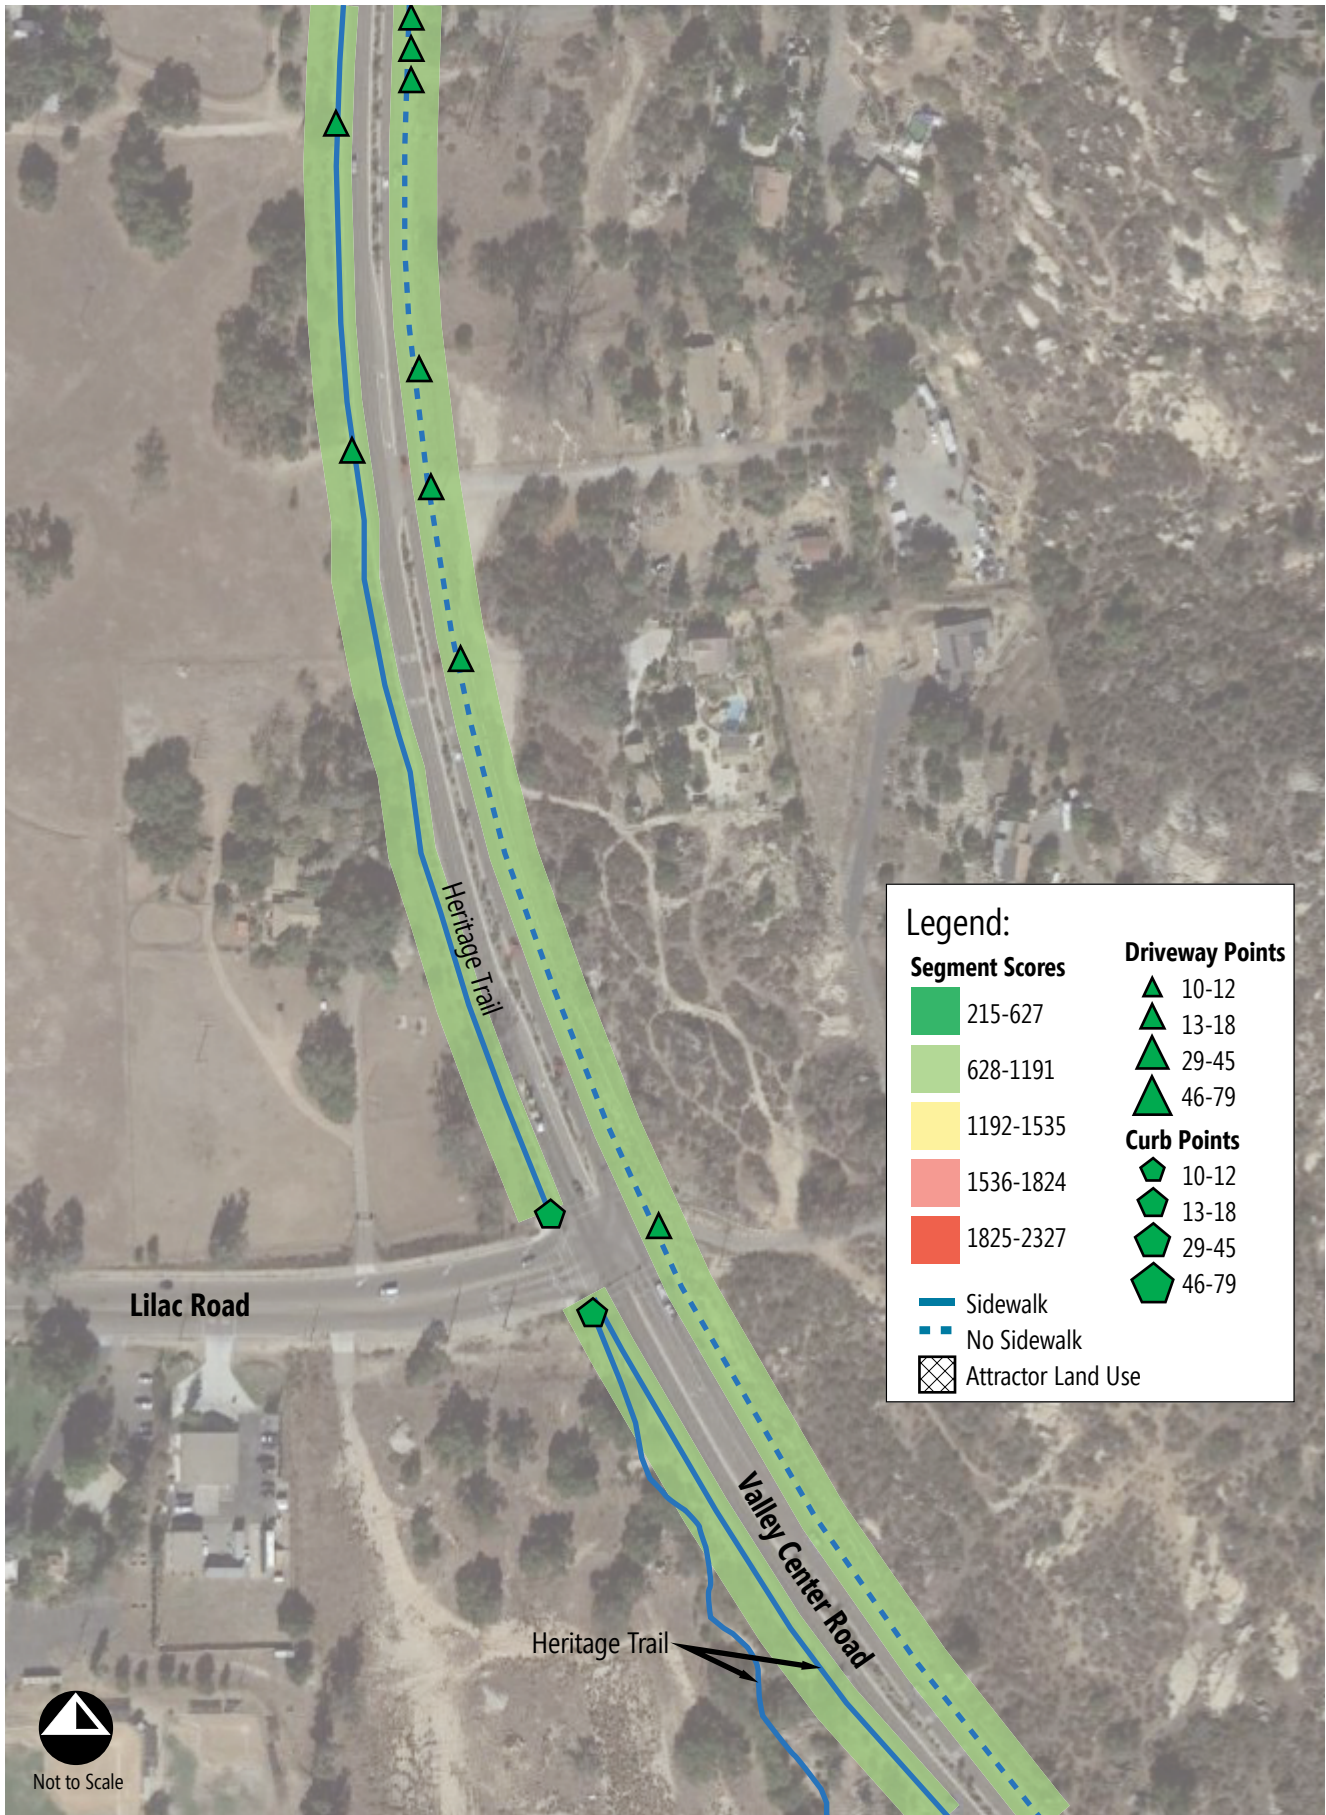 Heritage Trail
Legend:
Segment Scores
215-627
628-1191
1192-1535
1536-1824
1825-2327
Sidewalk
No Sidewalk
Attractor Land Use
Driveway Points
10-12
13-18
29-45
46-79
Curb Points
10-12
13-18
29-45
46-79
Lilac Road
Valley Center Road
Heritage Trail
Not to Scale